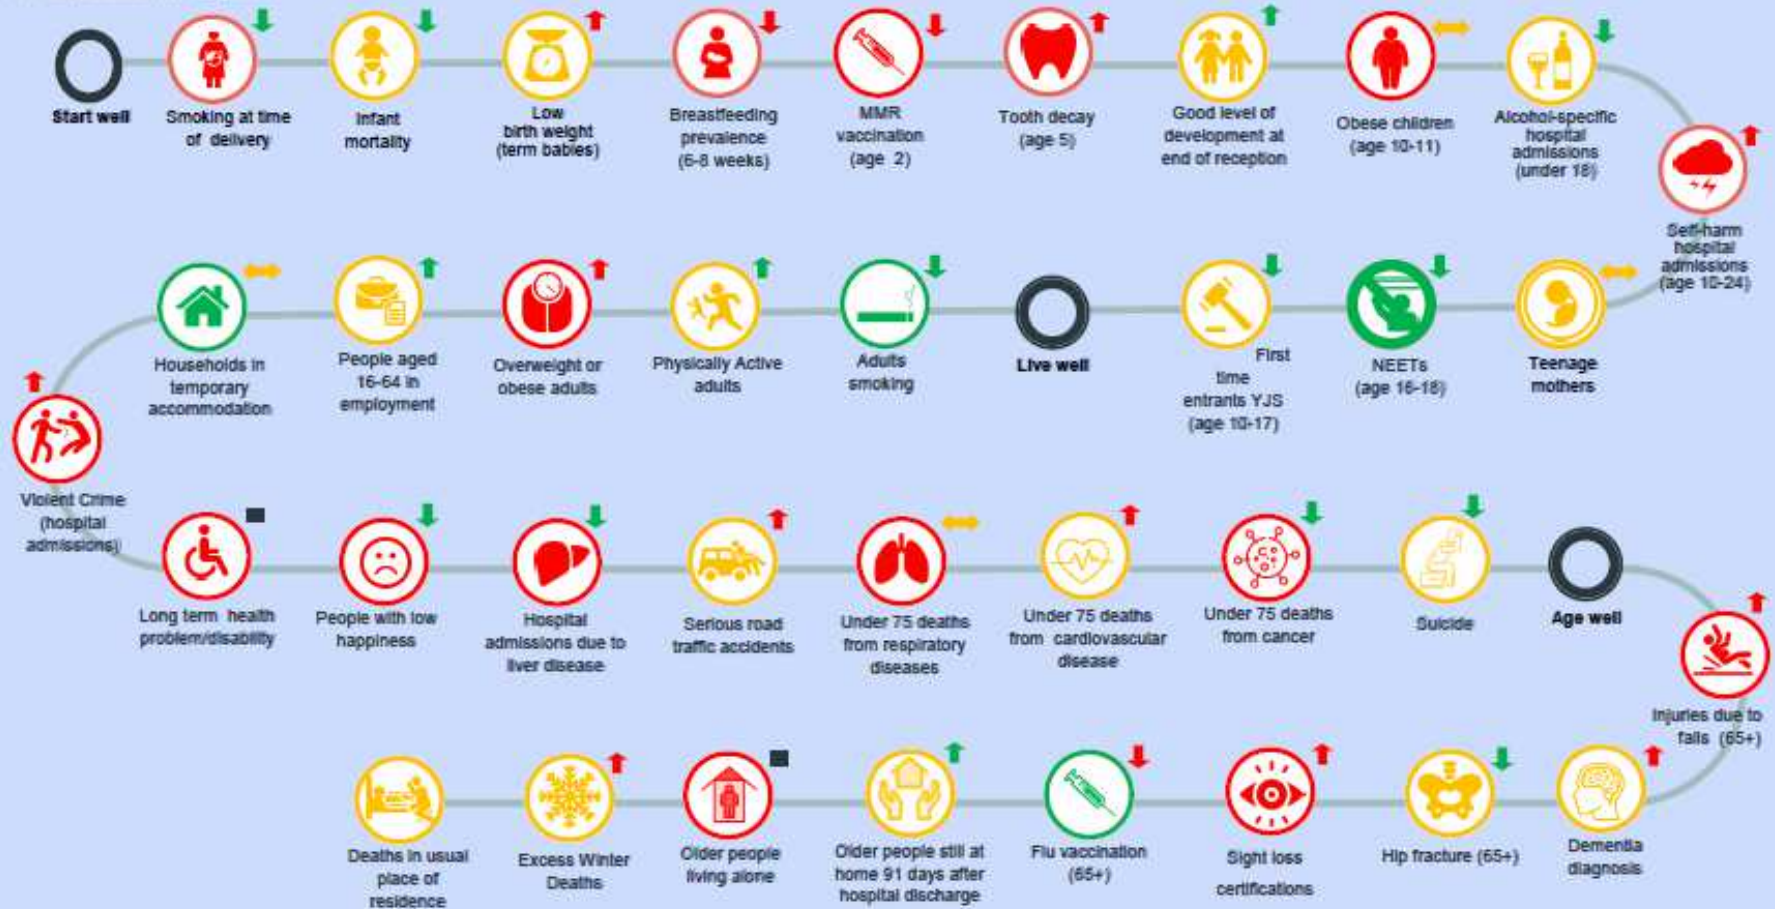 Start well
Smoking at time
of delivery
Infant
mortality
Low
birth weight
(term babies)
Breastfeeding
prevalence
(6-8 weeks)
MMR
vaccination
(age 2)
Tooth decay
(age 5)
Good level of
development at
end of reception
Obese children
(age 10-11)
Alcohol-specific
hospital
admissions
(under 18)
Self-harm
hospital
admissions
(age 10-24)
Teenage
mothers
NEETs
(age 16-18)
First
time
entrants YJS
(age 10-17)
Live well
Adults
smoking
Physically Active
adults
Overweight or
obese adults
People aged
16-64 in
employment
Households in
temporary
accommodation
Violent Crime
(hospital
admissions)
Long term health
problem/disability
People with low
happiness
Hospital
admissions due to
liver disease
Serious road
traffic accidents
Under 75 deaths
from respiratory
diseases
Under 75 deaths
from cardiovascular
disease
Under 75 deaths
from cancer
Suicide
Age well
Injuries due to
falls (65+)
Dementia
diagnosis
Hip fracture (65+)
Sight loss
certifications
Flu vaccination
(65+)
Older people still at
home 91 days after
hospital discharge
Older people
living alone
Excess Winter
Deaths
Deaths in usual
place of
residence